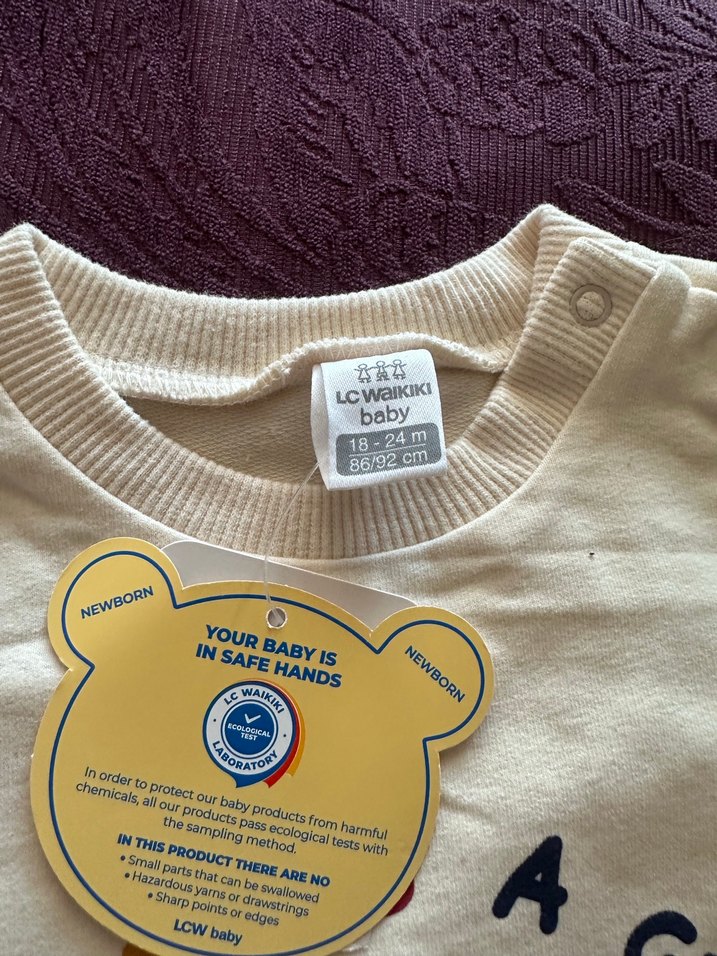 LC WAIKIKI
baby
18 - 24 m
86/92 cm
NEWBORN
NEWBORN
YOUR BABY IS
IN SAFE HANDS
LC WAIKIKI
ECOLOGICAL
TEST
LABORATORY
In order to protect our baby products from harmful
chemicals, all our products pass ecological tests with
the sampling method.
IN THIS PRODUCT THERE ARE NO
• Small parts that can be swallowed
• Hazardous yarns or drawstrings
• Sharp points or edges
LCW baby
A